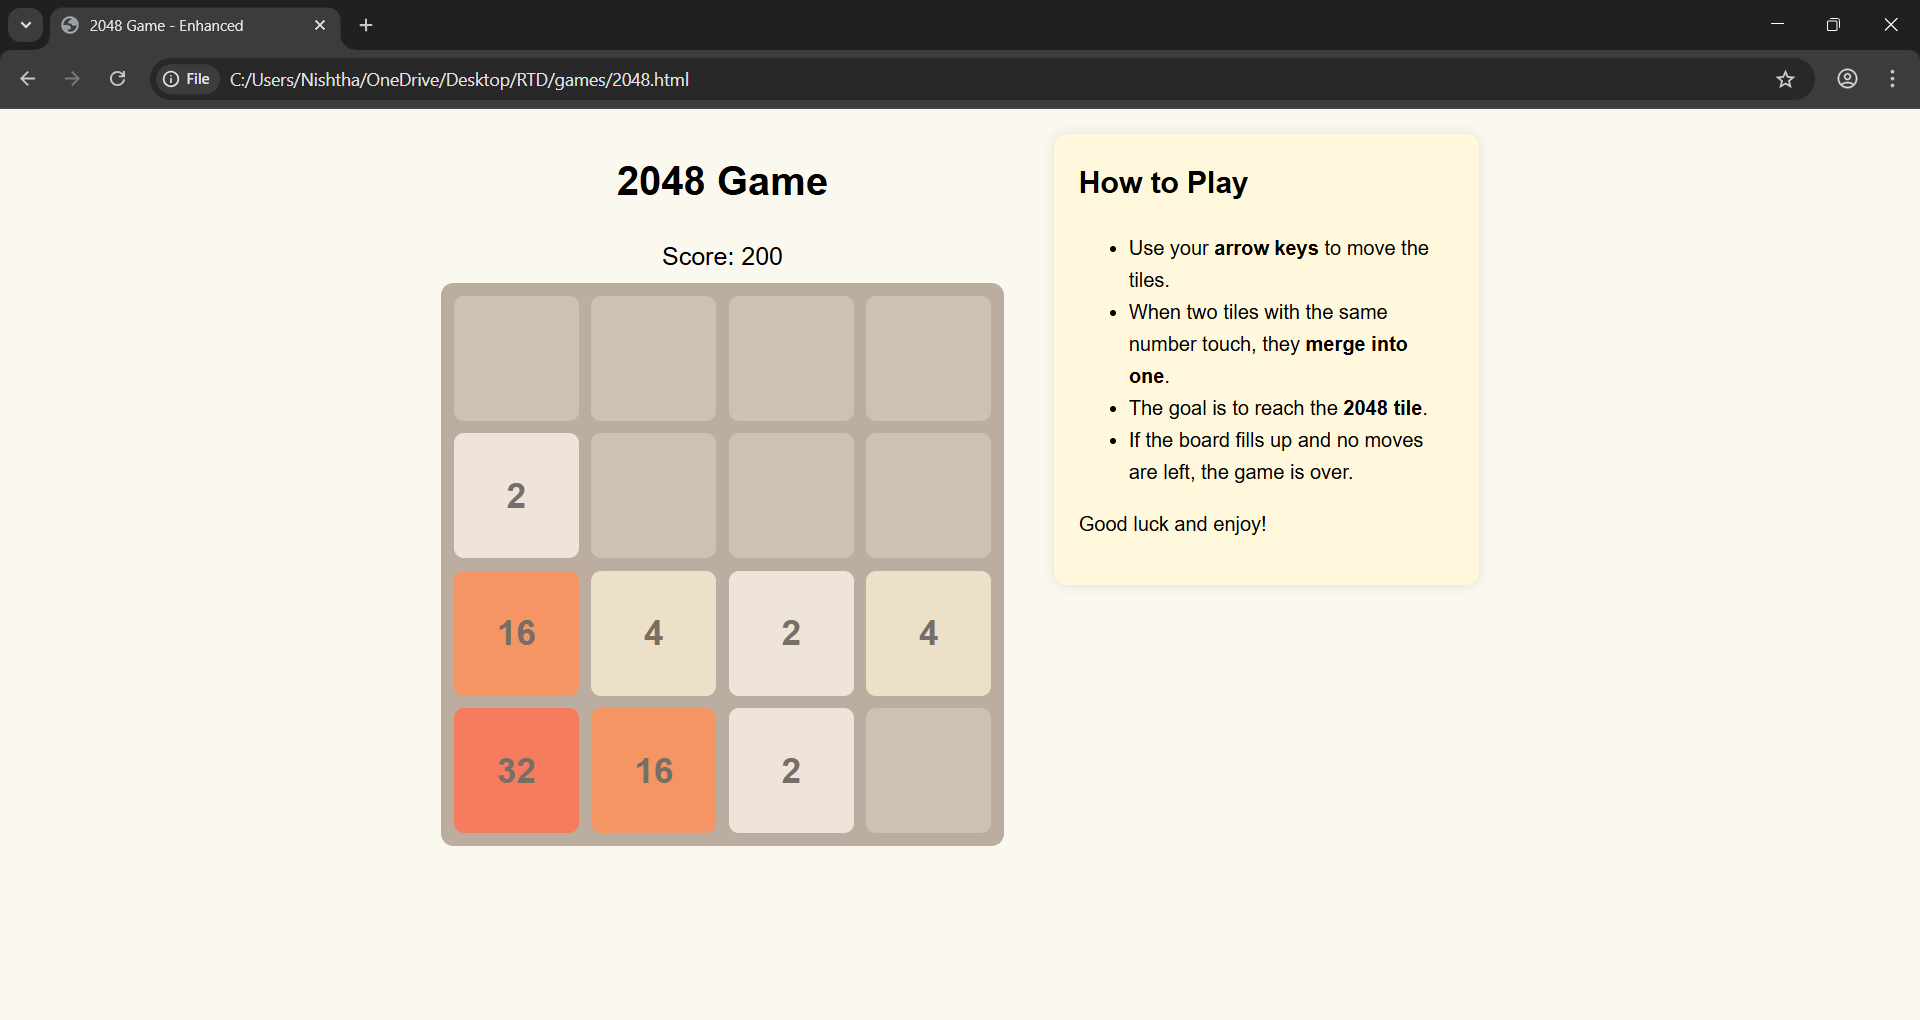 2048 Game - Enhanced
File
C:/Users/Nishtha/OneDrive/Desktop/RTD/games/2048.html
2048 Game
Score: 200
2
16 4 2 4
32 16 2
How to Play
• Use your arrow keys to move the
tiles.
• When two tiles with the same
number touch, they merge into
one.
• The goal is to reach the 2048 tile.
• If the board fills up and no moves
are left, the game is over.
Good luck and enjoy!